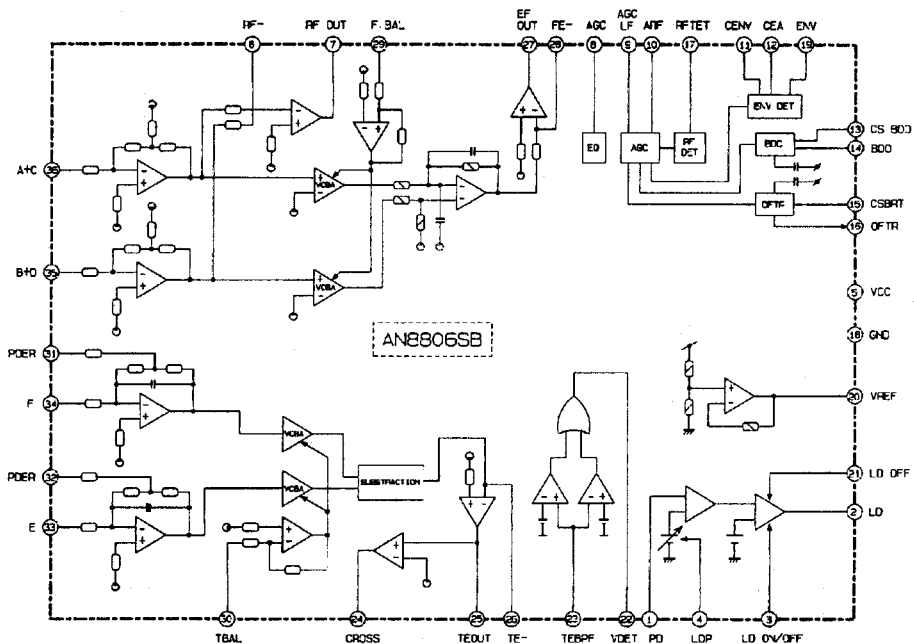 RF-
RF OUT
F.BAL
EF OUT
FE-
AGC
AGC LF
ARF
RFTET
CENV
CEA
ENV
6
7
29
27
28
8
9
10
17
11
12
19
ENV DET
A+C
36
VCBA
EQ
AGC
RF DET
BDC
13
CS BDO
14
BDO
OFTR
15
CSBRT
16
OFTR
B+D
35
VCBA
5
VCC
AN8806SB
18
GND
PDER
31
F
34
20
VREF
VCBA
PDER
32
SUBSTRACTION
21
LD OFF
VCBA
E
33
2
LD
30
24
25
26
23
22
1
4
3
TBAL
CROSS
TEOUT
TE-
TEBPF
VDET
PD
LDP
LD ON/OFF